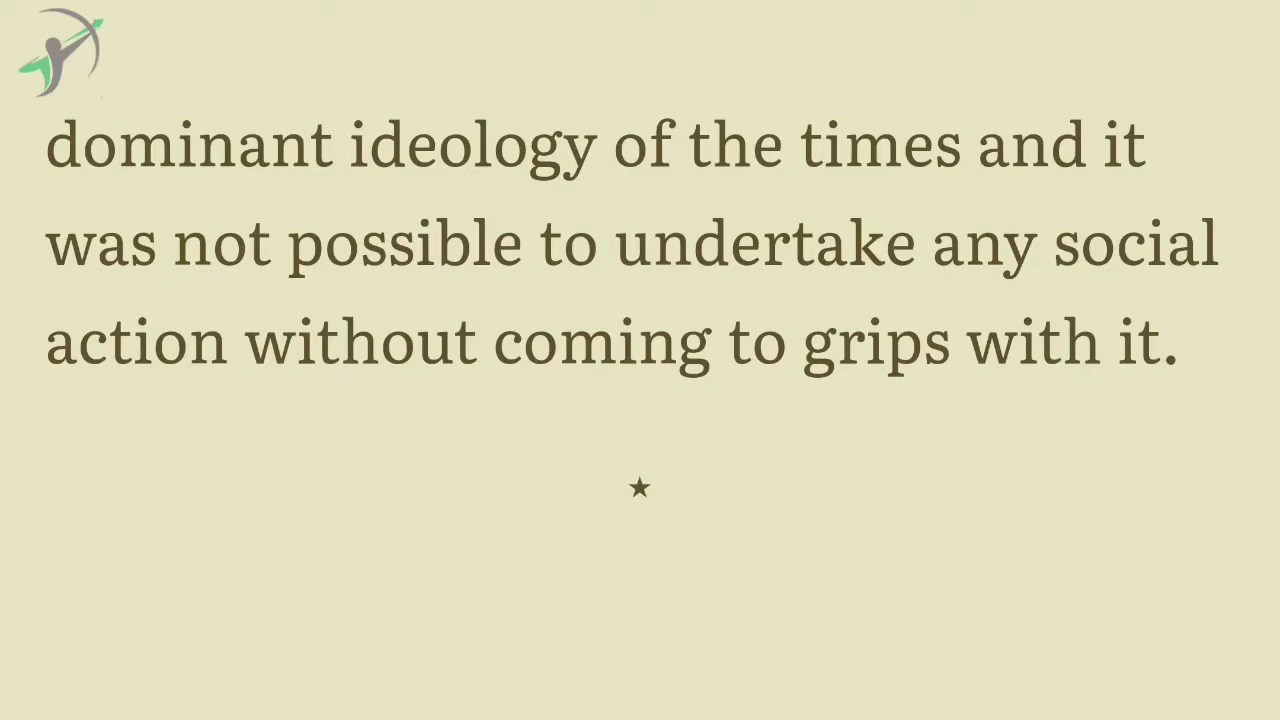 dominant ideology of the times and it
was not possible to undertake any social
action without coming to grips with it.
★